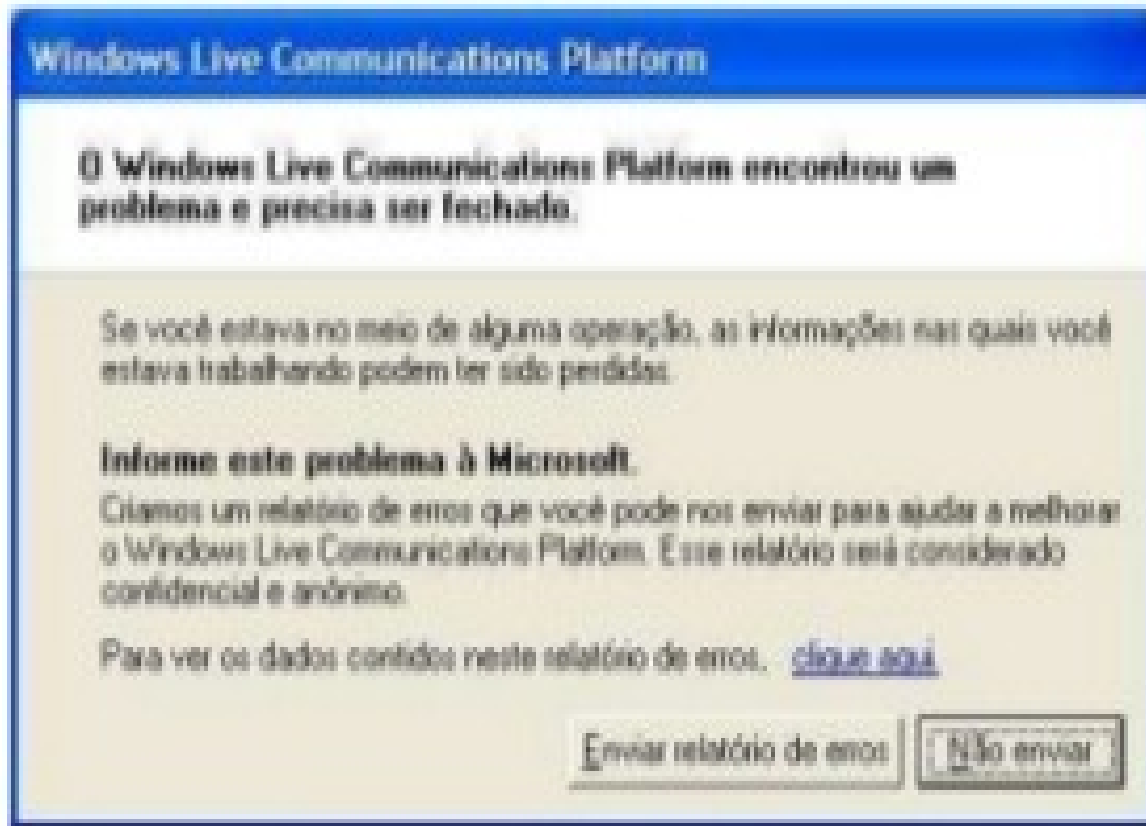 Windows Live Communications Platform
O Windows Live Communications Platform encontrou um
problema e precisa ser fechado.
Se você estava no meio de alguma operação, as informações nas quais você
estava trabalhando podem ter sido perdidas.
Informe este problema à Microsoft.
Criamos um relatório de erros que você pode nos enviar para ajudar a melhorar
o Windows Live Communications Platform. Esse relatório será considerado
confidencial e anônimo.
Para ver os dados contidos neste relatório de erros, clique aqui.
Enviar relatório de erros Não enviar